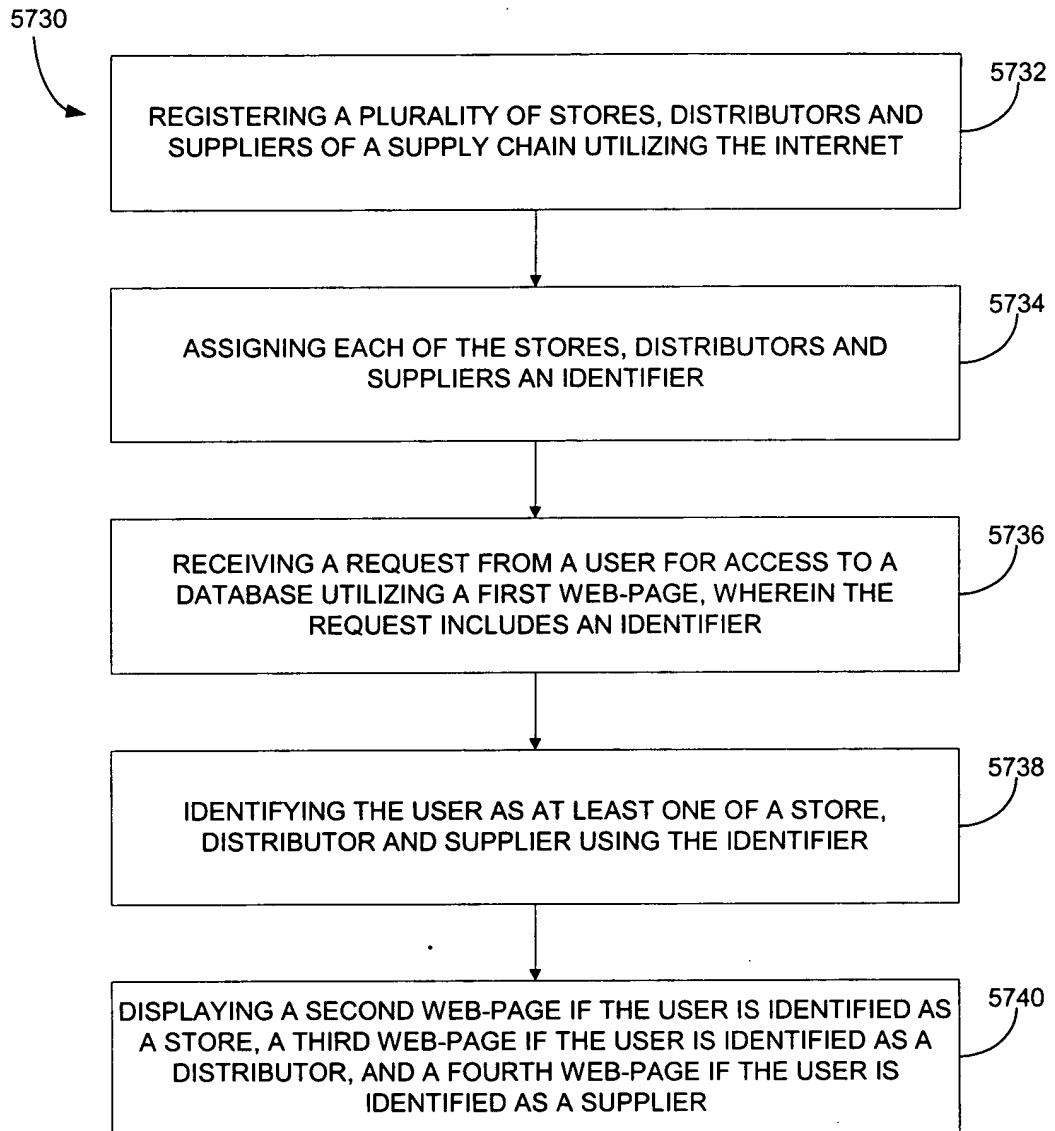 5730
5732
REGISTERING A PLURALITY OF STORES, DISTRIBUTORS AND
SUPPLIERS OF A SUPPLY CHAIN UTILIZING THE INTERNET
5734
ASSIGNING EACH OF THE STORES, DISTRIBUTORS AND
SUPPLIERS AN IDENTIFIER
5736
RECEIVING A REQUEST FROM A USER FOR ACCESS TO A
DATABASE UTILIZING A FIRST WEB-PAGE, WHEREIN THE
REQUEST INCLUDES AN IDENTIFIER
5738
IDENTIFYING THE USER AS AT LEAST ONE OF A STORE,
DISTRIBUTOR AND SUPPLIER USING THE IDENTIFIER
5740
DISPLAYING A SECOND WEB-PAGE IF THE USER IS IDENTIFIED AS
A STORE, A THIRD WEB-PAGE IF THE USER IS IDENTIFIED AS A
DISTRIBUTOR, AND A FOURTH WEB-PAGE IF THE USER IS
IDENTIFIED AS A SUPPLIER